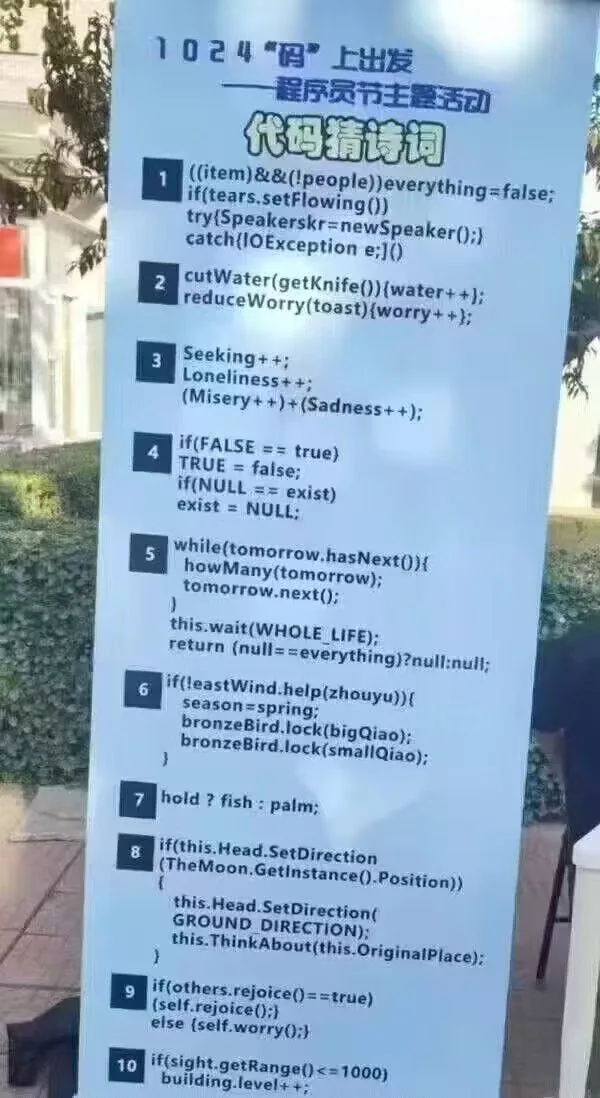 1024“码”上出发
——程序员节主题活动
代码猜诗词
1 ((item)&&(!people))everything=false;
if(tears.setFlowing())
try{Speakerskr=newSpeaker();}
catch{IOException e;]()
2 cutWater(getKnife()){water++};
reduceWorry(toast){worry++};
3 Seeking++;
Loneliness++;
(Misery++)+(Sadness++);
4 if(FALSE == true)
TRUE = false;
if(NULL == exist)
exist = NULL;
5 while(tomorrow.hasNext()){
howMany(tomorrow);
tomorrow.next();
}
this.wait(WHOLE_LIFE);
return (null==everything)?null:null;
6 if(!eastWind.help(zhouyu)){
season=spring;
bronzeBird.lock(bigQiao);
bronzeBird.lock(smallQiao);
}
7 hold ? fish : palm;
8 if(this.Head.SetDirection
(TheMoon.GetInstance().Position))
{
this.Head.SetDirection(
GROUND_DIRECTION);
this.ThinkAbout(this.OriginalPlace);
}
9 if(others.rejoice()==true)
{self.rejoice();}
else {self.worry();}
10 if(sight.getRange()<=1000)
building.level++;